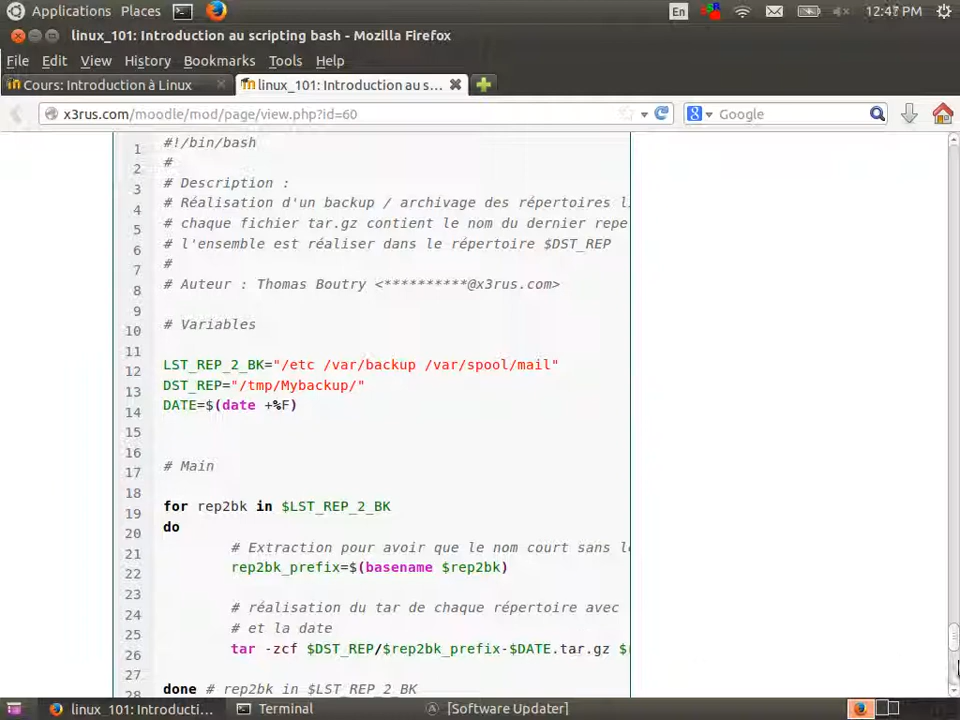 Applications Places En 12:47 PM
linux_101: Introduction au scripting bash - Mozilla Firefox
File Edit View History Bookmarks Tools Help
Cours: Introduction à Linux linux_101: Introduction au s...
x3rus.com/moodle/mod/page/view.php?id=60 Google
1 #!/bin/bash
2 #
3 # Description :
4 # Réalisation d'un backup / archivage des répertoires
5 # chaque fichier tar.gz contient le nom du dernier repe
6 # l'ensemble est réaliser dans le répertoire $DST_REP
7 #
8 # Auteur : Thomas Boutry <**********@x3rus.com>
9
10 # Variables
11
12 LST_REP_2_BK="/etc /var/backup /var/spool/mail"
13 DST_REP="/tmp/Mybackup/"
14 DATE=$(date +%F)
15
16
17 # Main
18
19 for rep2bk in $LST_REP_2_BK
20 do
21 # Extraction pour avoir que le nom court sans
22 rep2bk_prefix=$(basename $rep2bk)
23
24 # réalisation du tar de chaque répertoire avec
25 # et la date
26 tar -zcf $DST_REP/$rep2bk_prefix-$DATE.tar.gz
27
28 done # rep2bk in $LST_REP_2_BK
linux_101: Introducti... Terminal [Software Updater]